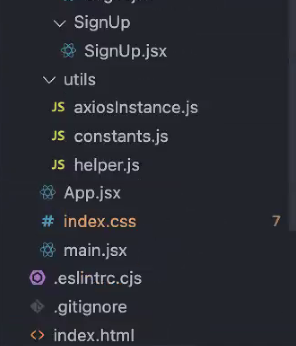 SignUp
SignUp.jsx
utils
JS axiosInstance.js
JS constants.js
JS helper.js
App.jsx
# index.css 7
main.jsx
.eslintrc.cjs
.gitignore
<> index.html